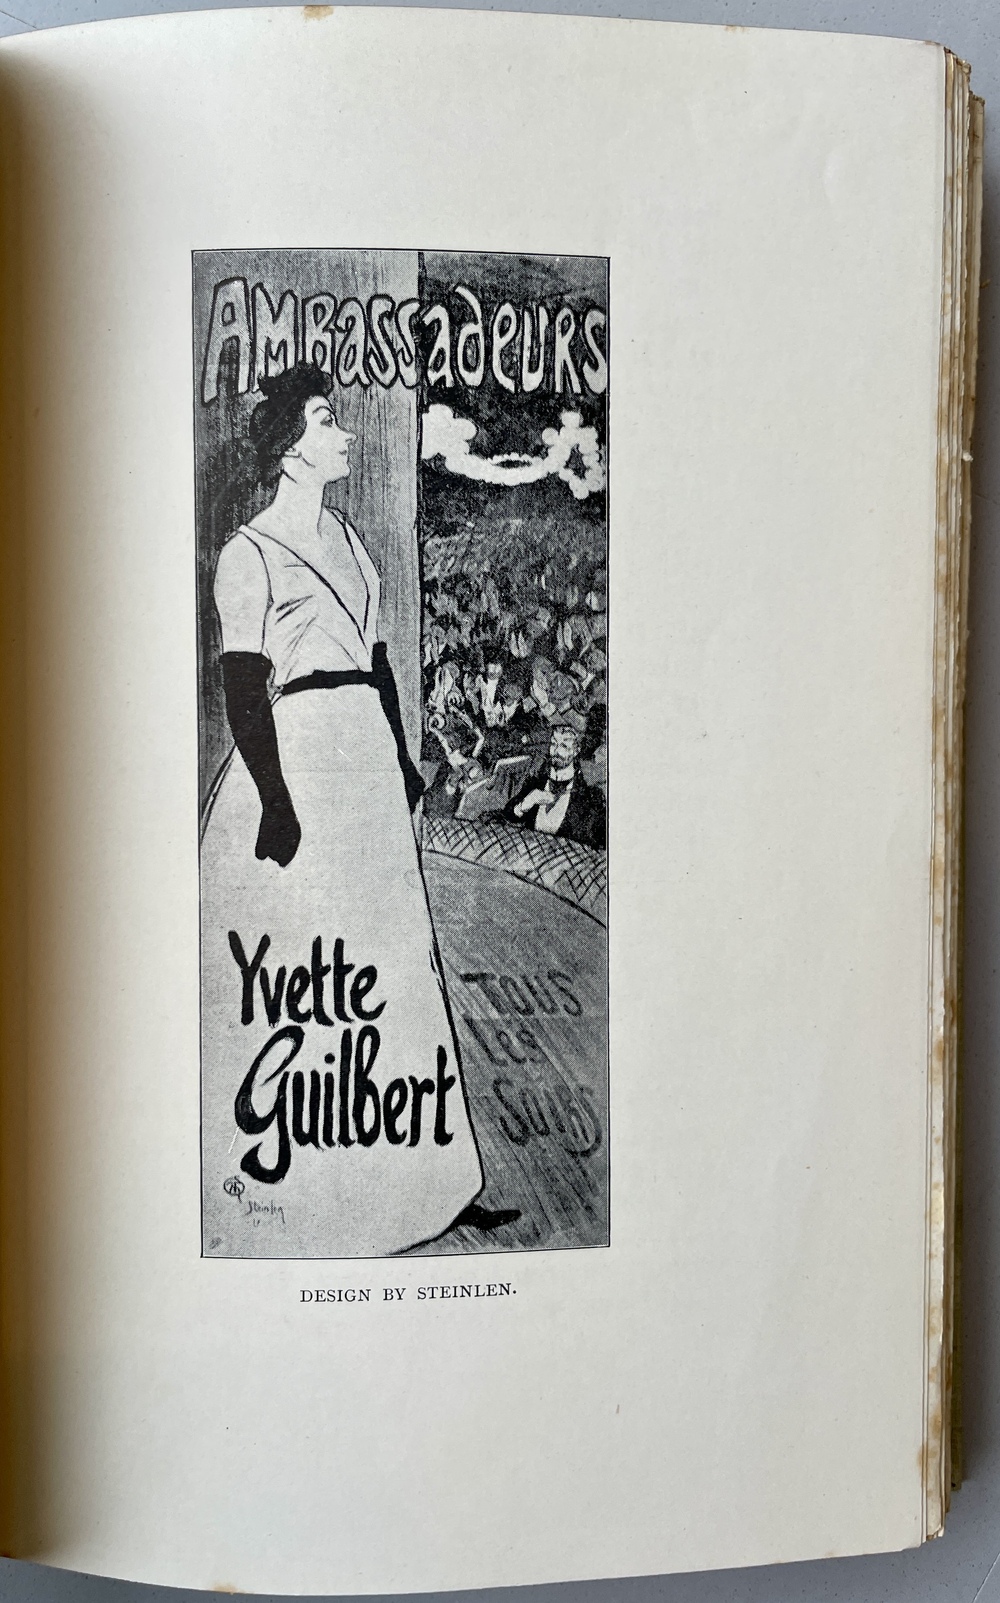 Ambassadeurs
Yvette
Guilbert
Tous
Les
Soirs
Steinlen
DESIGN BY STEINLEN.